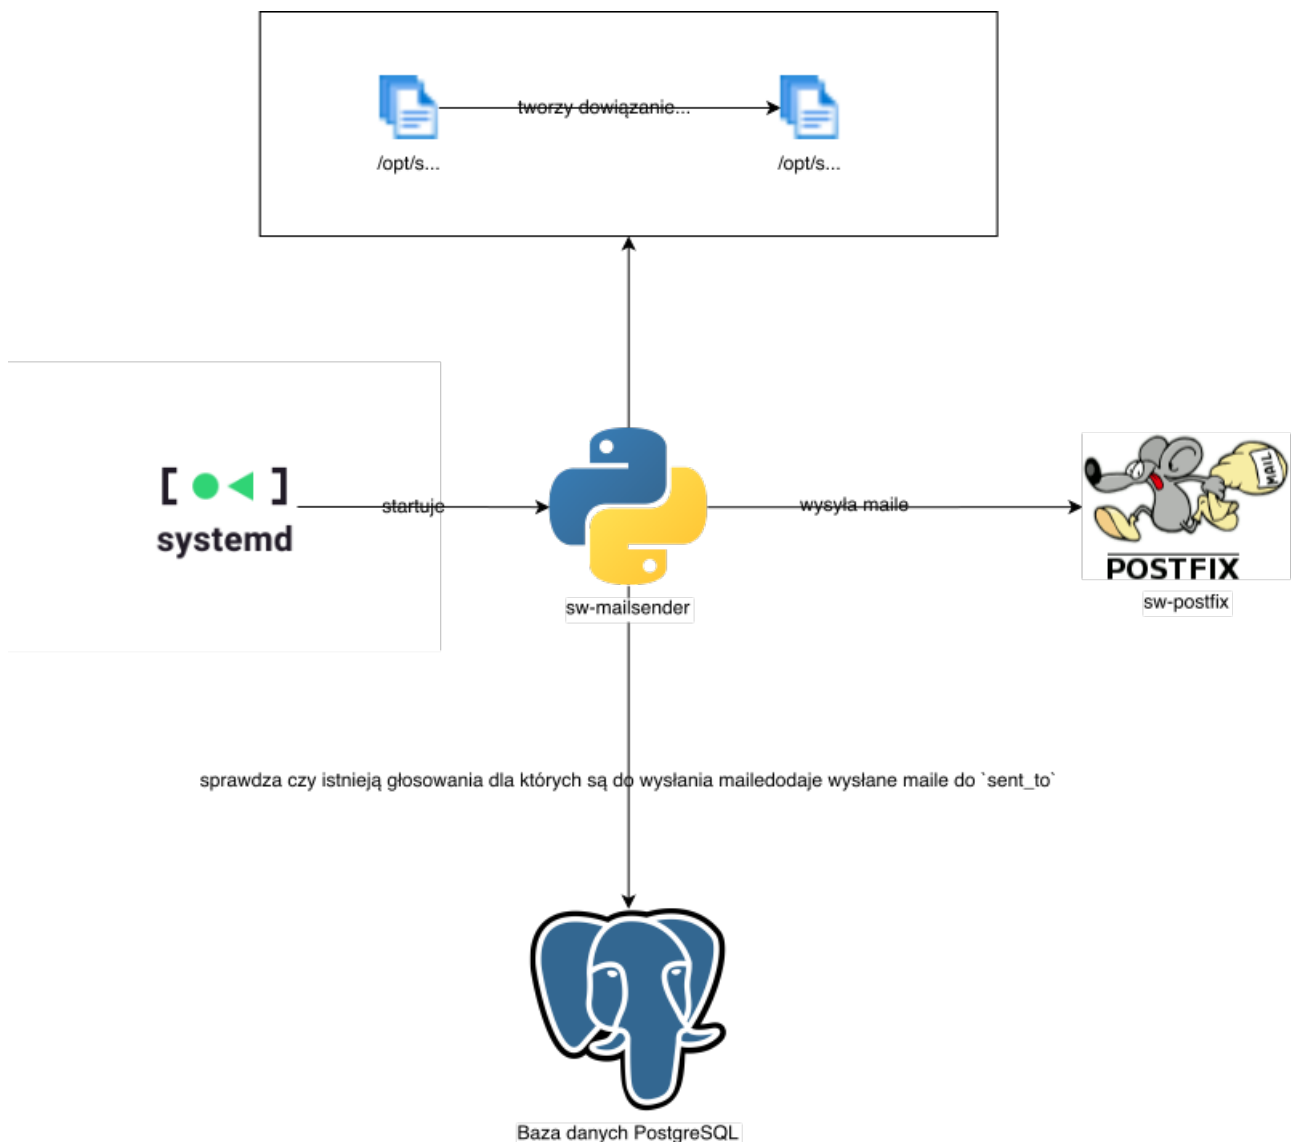 tworzy dowiązanie...
/opt/s...
/opt/s...
[ ]
systemd
startuje
wysyła maile
MAIL
POSTFIX
sw-mailsender
sw-postfix
sprawdza czy istnieją głosowania dla których są do wysłania mailedodaje wysłane maile do `sent_to`
Baza danych PostgreSQL